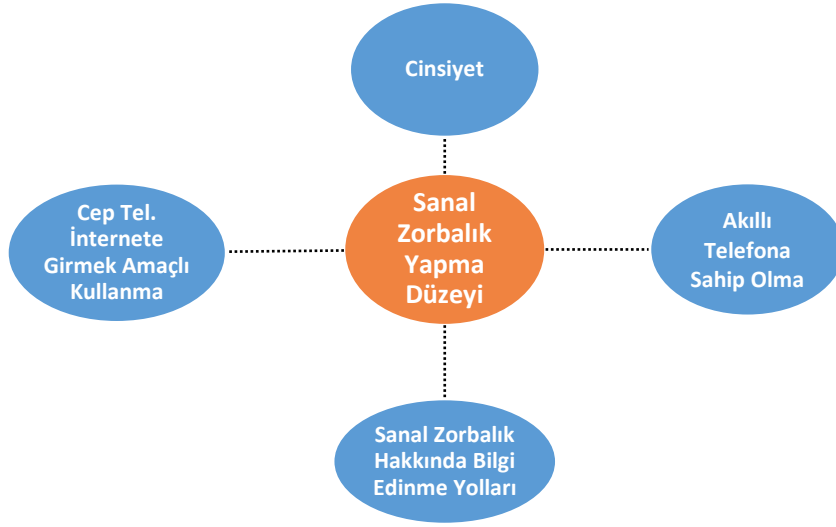 Cinsiyet
Cep Tel.
İnternete
Girmek Amaçlı
Kullanma
Sanal
Zorbalık
Yapma
Düzeyi
Akıllı
Telefona
Sahip Olma
Sanal Zorbalık
Hakkında Bilgi
Edinme Yolları